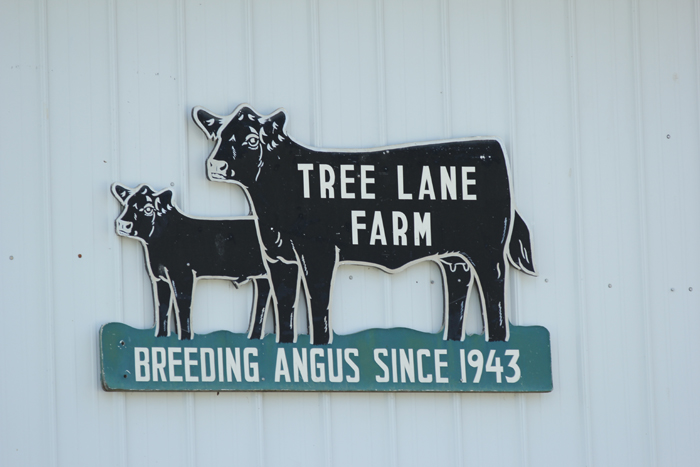 TREE LANE
FARM
BREEDING ANGUS SINCE 1943